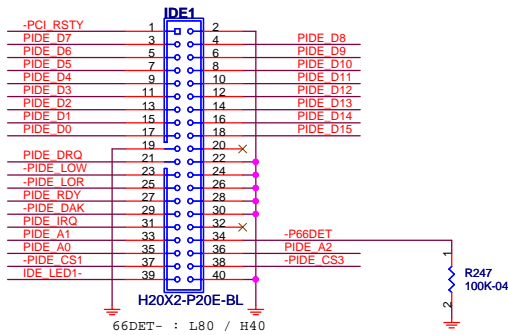 IDE1
-PCI_RSTY 1 2
PIDE_D7 3 4 PIDE_D8
PIDE_D6 5 6 PIDE_D9
PIDE_D5 7 8 PIDE_D10
PIDE_D4 9 10 PIDE_D11
PIDE_D3 11 12 PIDE_D12
PIDE_D2 13 14 PIDE_D13
PIDE_D1 15 16 PIDE_D14
PIDE_D0 17 18 PIDE_D15
19 20
PIDE_DRQ 21 22
-PIDE_LOW 23 24
-PIDE_LOR 25 26
PIDE_RDY 27 28
-PIDE_DAK 29 30
PIDE_IRQ 31 32
PIDE_A1 33 34 -P66DET
PIDE_A0 35 36 PIDE_A2
-PIDE_CS1 37 38 -PIDE_CS3
IDE_LED1- 39 40
1
R247
100K-04
2
H20X2-P20E-BL
66DET- : L80 / H40